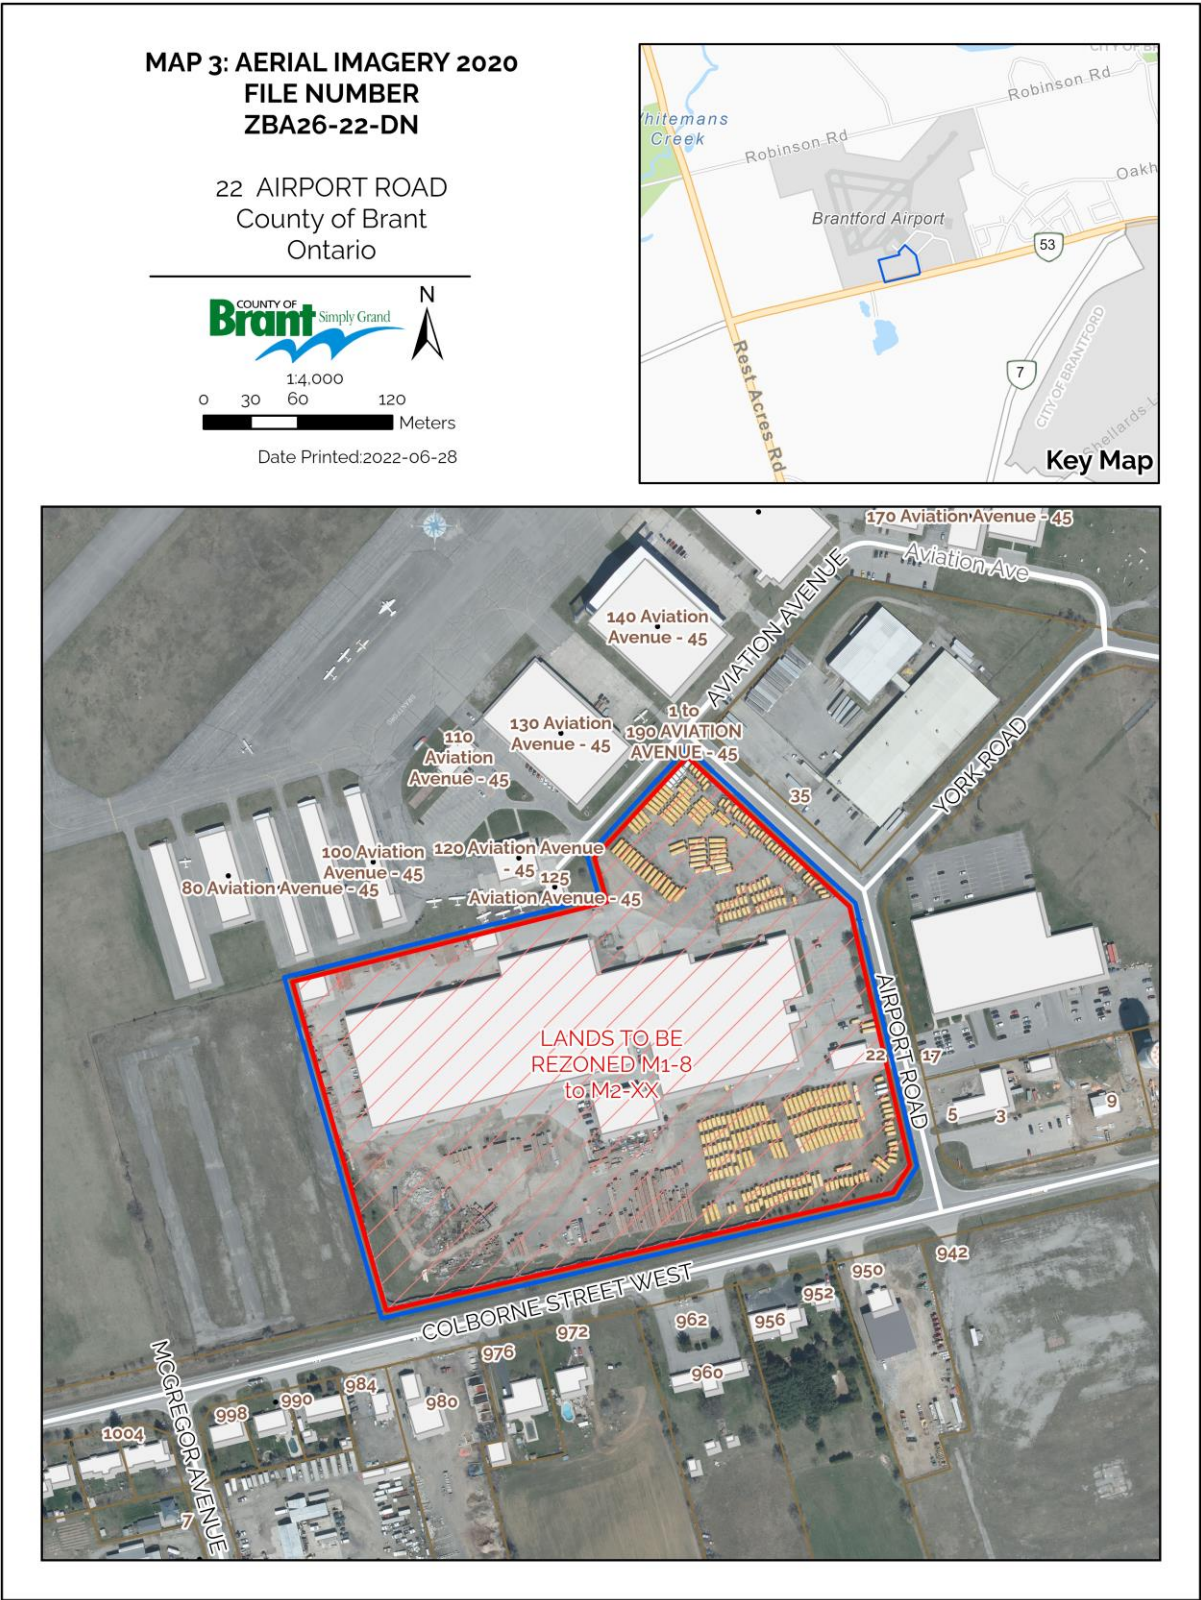 MAP 3: AERIAL IMAGERY 2020
FILE NUMBER
ZBA26-22-DN
22 AIRPORT ROAD
County of Brant
Ontario
COUNTY OF
Brant Simply Grand
N
1:4,000
0 30 60 120
Meters
Date Printed:2022-06-28
Robinson Rd
hitemans
Creek
Robinson Rd
Oakh
Brantford Airport
53
Rest Acres Rd
7
CITY OF BRANTFORD
Shellards L
Key Map
170 Aviation Avenue - 45
Aviation Ave
AVIATION AVENUE
140 Aviation
Avenue - 45
1 to
190 AVIATION
AVENUE - 45
130 Aviation
Avenue - 45
110
Aviation
Avenue - 45
YORK ROAD
35
100 Aviation
Avenue - 45
120 Aviation Avenue
- 45
80 Aviation Avenue - 45
125
Aviation Avenue - 45
AIRPORT ROAD
LANDS TO BE
REZONED M1-8
to M2-XX
22
17
5
3
9
COLBORNE STREET WEST
942
950
952
956
962
960
972
976
980
984
990
998
1004
MCGREGOR AVENUE
7